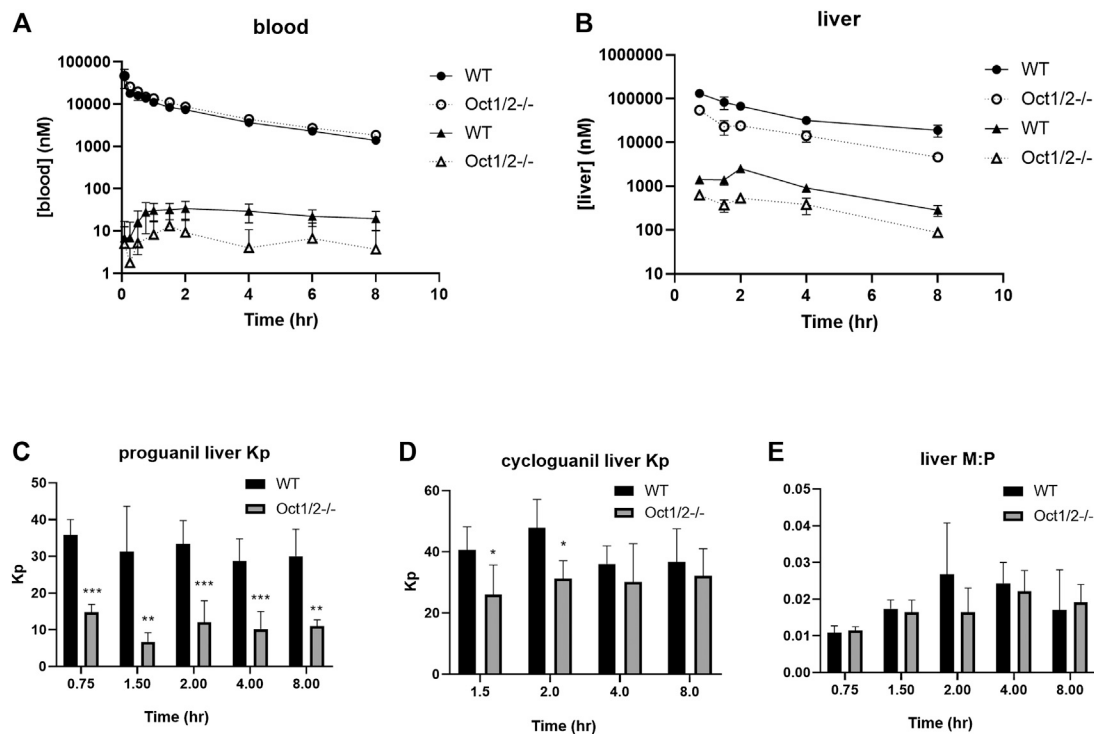 A
blood
[blood] (nM)
100000
10000
1000
100
10
1
0
2
4
6
8
10
Time (hr)
WT
Oct1/2-/-
WT
Oct1/2-/-
B
liver
[liver] (nM)
1000000
100000
10000
1000
100
10
0
2
4
6
8
10
Time (hr)
WT
Oct1/2-/-
WT
Oct1/2-/-
C
proguanil liver Kp
WT
Oct1/2-/-
Kp
50
40
30
20
10
0
***
**
***
***
**
0.75
1.50
2.00
4.00
8.00
Time (hr)
D
cycloguanil liver Kp
WT
Oct1/2-/-
Kp
60
40
20
0
*
*
1.5
2.0
4.0
8.0
Time (hr)
E
liver M:P
WT
Oct1/2-/-
0.05
0.04
0.03
0.02
0.01
0.00
0.75
1.50
2.00
4.00
8.00
Time (hr)